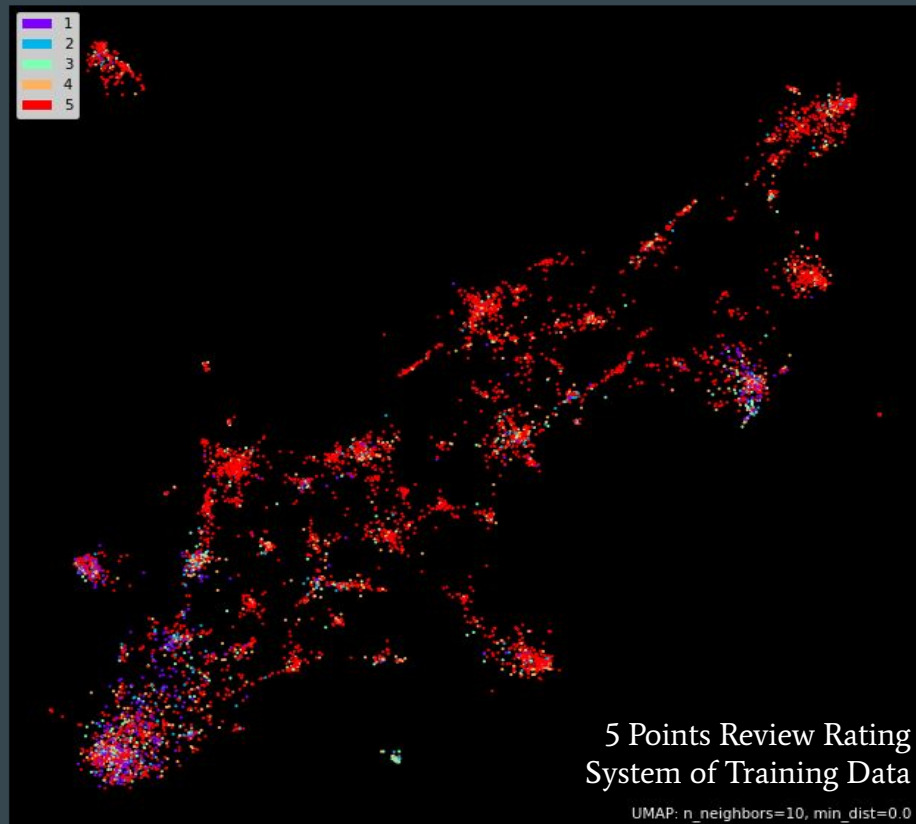 1
2
3
4
5
5 Points Review Rating
System of Training Data
UMAP: n_neighbors=10, min_dist=0.0